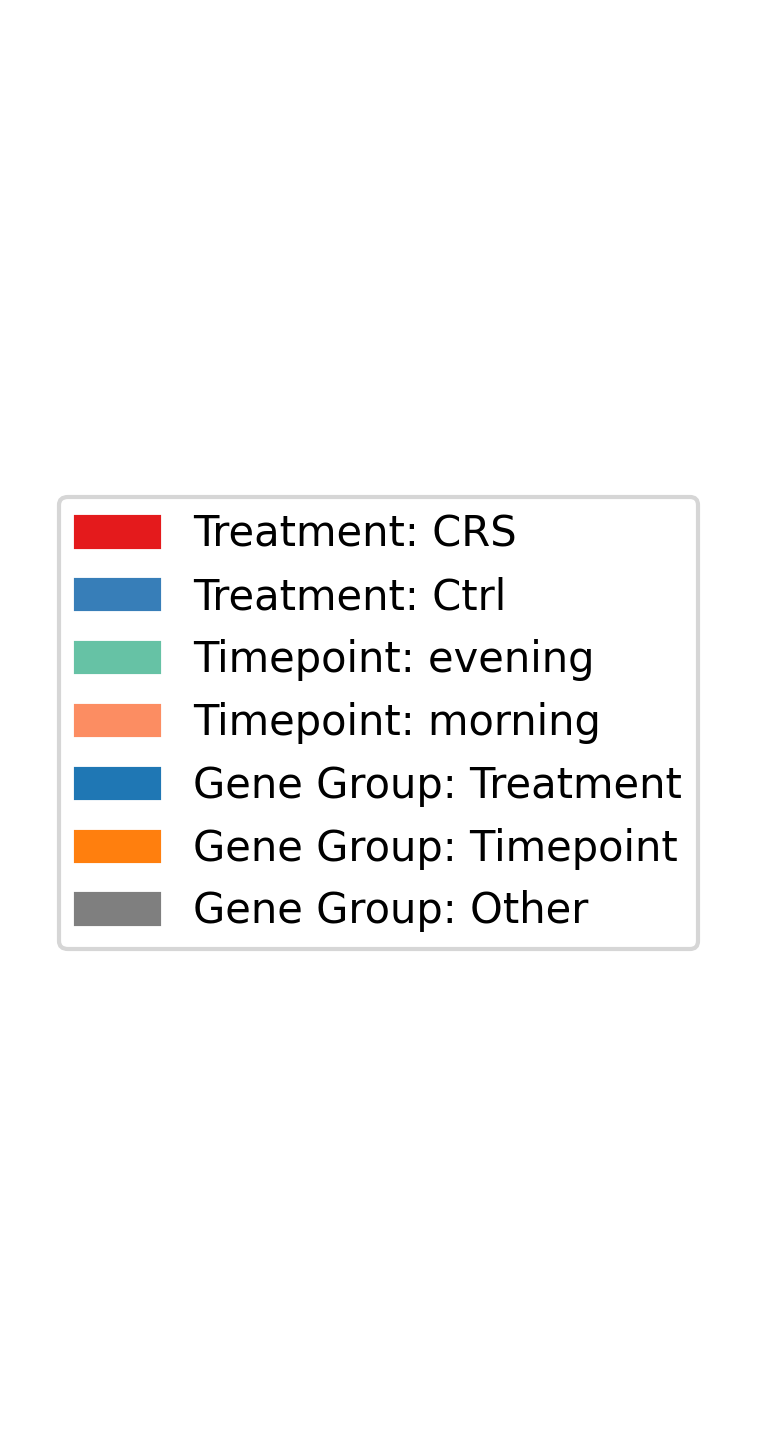 Treatment: CRS
Treatment: Ctrl
Timepoint: evening
Timepoint: morning
Gene Group: Treatment
Gene Group: Timepoint
Gene Group: Other